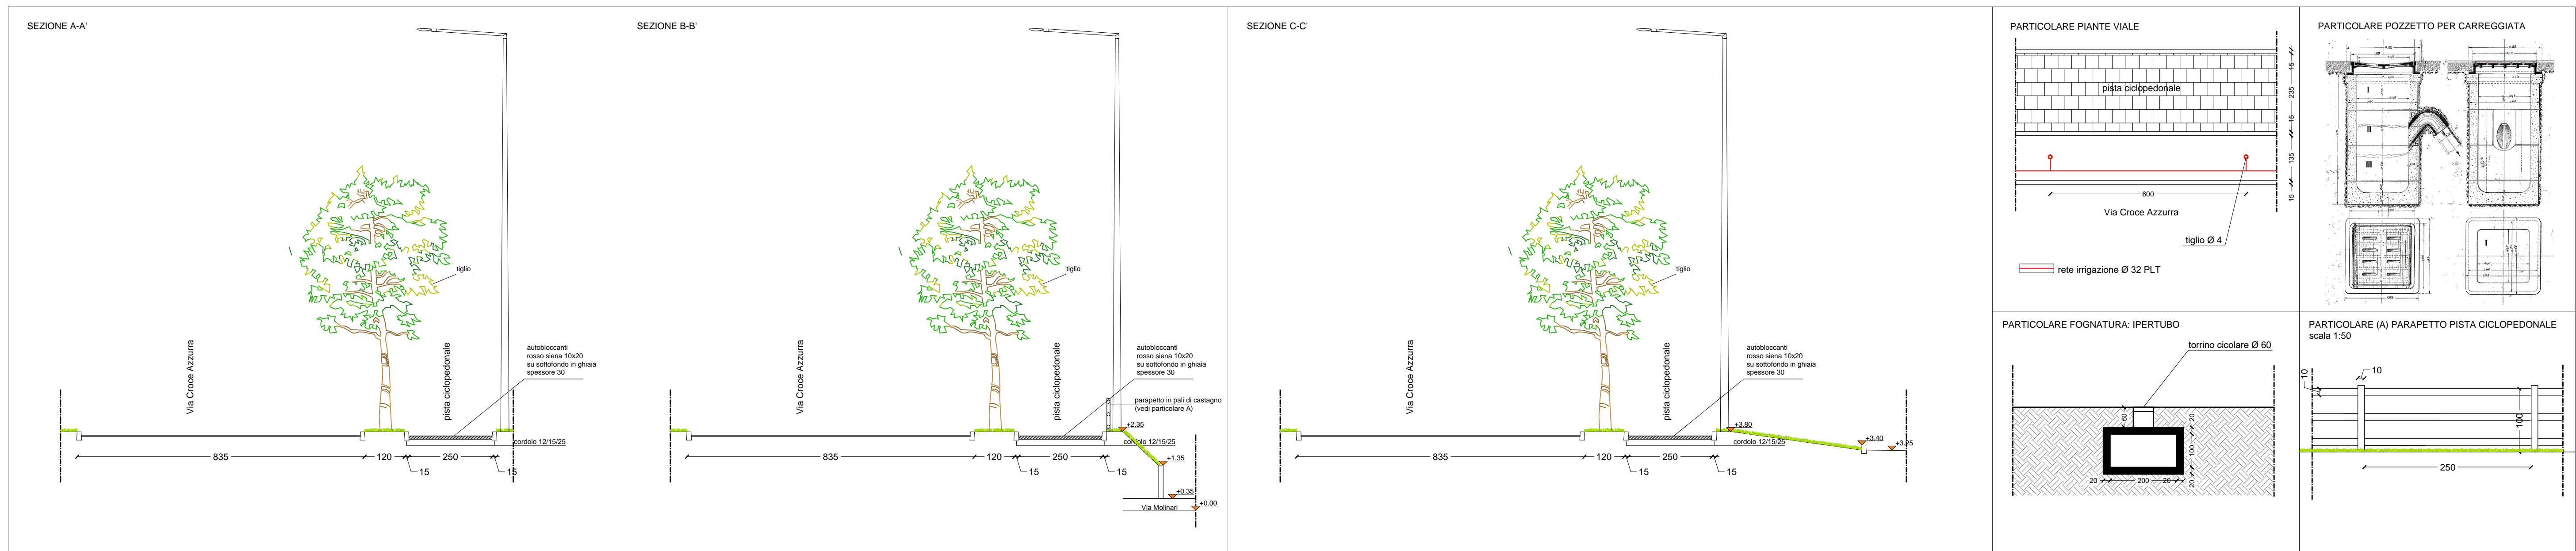 SEZIONE A-A'
tiglio
Via Croce Azzurra
pista ciclopedonale
autobloccanti
rosso siena 10x20
su sottofondo in ghiaia
spessore 30
cordolo 12/15/25
835
120
250
15
15
SEZIONE B-B'
tiglio
Via Croce Azzurra
pista ciclopedonale
autobloccanti
rosso siena 10x20
su sottofondo in ghiaia
spessore 30
parapetto in pali di castagno
(vedi particolare A)
+2.35
cordolo 12/15/25
835
120
250
15
15
+1.35
+0.35
+0.00
Via Molinari
SEZIONE C-C'
tiglio
Via Croce Azzurra
pista ciclopedonale
autobloccanti
rosso siena 10x20
su sottofondo in ghiaia
spessore 30
+3.80
cordolo 12/15/25
+3.40
+3.25
835
120
250
15
15
PARTICOLARE PIANTE VIALE
pista ciclopedonale
15
235
15
135
15
600
Via Croce Azzurra
tiglio Ø 4
rete irrigazione Ø 32 PLT
PARTICOLARE POZZETTO PER CARREGGIATA
I
II
III
I
PARTICOLARE FOGNATURA: IPERTUBO
torrino cicolare Ø 60
60
20
100
20
20
200
20
PARTICOLARE (A) PARAPETTO PISTA CICLOPEDONALE
scala 1:50
10
10
100
250